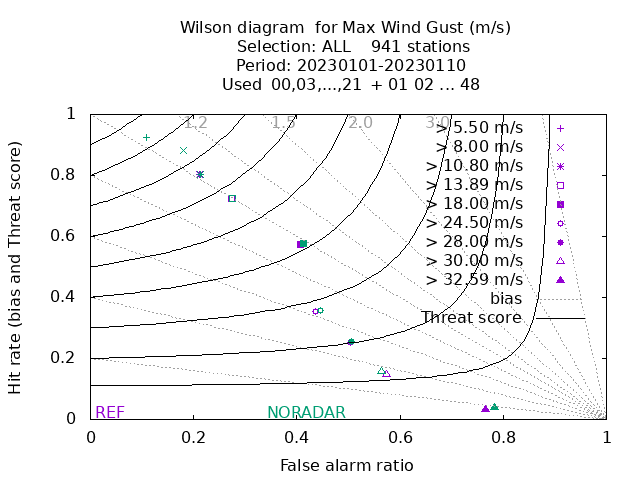 Wilson diagram  for Max Wind Gust (m/s)
Selection: ALL    941 stations
Period: 20230101-20230110
Used  00,03,...,21  + 01 02 ... 48
Hit rate (bias and Threat score)
1
0.8
0.6
0.4
0.2
0
1.2
1.5
2.0
3.0
> 5.50 m/s
> 8.00 m/s
> 10.80 m/s
> 13.89 m/s
> 18.00 m/s
> 24.50 m/s
> 28.00 m/s
> 30.00 m/s
> 32.59 m/s
bias
Threat score
REF
NORADAR
0 0.2 0.4 0.6 0.8 1
False alarm ratio